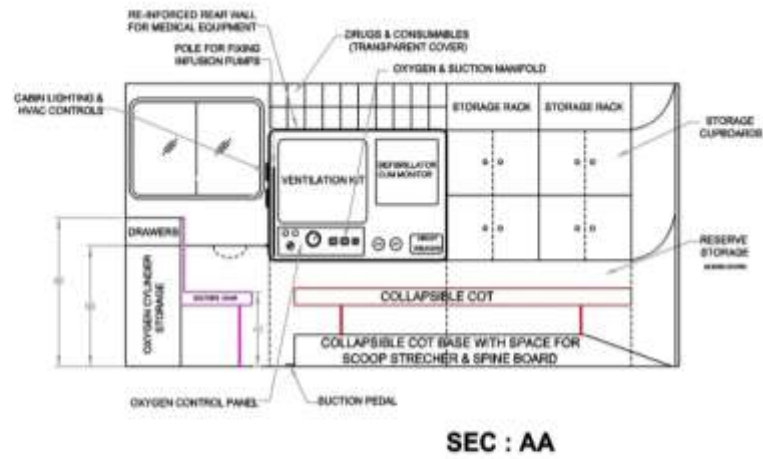 RE-INFORCED REAR WALL
FOR MEDICAL EQUIPMENT
DRUGS & CONSUMABLES
(TRANSPARENT COVER)
POLE FOR FIXING
INFUSION PUMPS
OXYGEN & SUCTION MANIFOLD
CABIN LIGHTING &
HVAC CONTROLS
STORAGE RACK
STORAGE RACK
STORAGE
CUPBOARDS
VENTILATION KIT
DEFIBRILLATOR
CUM MONITOR
DRAWERS
RESERVE
STORAGE
OXYGEN CYLINDER
STORAGE
COLLAPSIBLE COT
COLLAPSIBLE COT BASE WITH SPACE FOR
SCOOP STRECHER & SPINE BOARD
OXYGEN CONTROL PANEL
SUCTION PEDAL
SEC : AA